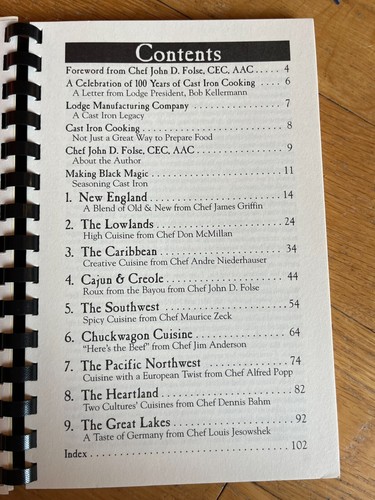 Contents
Foreword from Chef John D. Folse, CEC, AAC..... 4
A Celebration of 100 Years of Cast Iron Cooking .... 6
A Letter from Lodge President, Bob Kellermann
Lodge Manufacturing Company .................. 7
A Cast Iron Legacy
Cast Iron Cooking ............................ 8
Not Just a Great Way to Prepare Food
Chef John D. Folse, CEC, AAC .................. 9
About the Author
Making Black Magic .......................... 11
Seasoning Cast Iron
1. New England ........................ 14
A Blend of Old & New from Chef James Griffin
2. The Lowlands ....................... 24
High Cuisine from Chef Don McMillan
3. The Caribbean ...................... 34
Creative Cuisine from Chef Andre Niederhauser
4. Cajun & Creole ..................... 44
Roux from the Bayou from Chef John D. Folse
5. The Southwest ...................... 54
Spicy Cuisine from Chef Maurice Zeck
6. Chuckwagon Cuisine ................. 64
"Here's the Beef" from Chef Jim Anderson
7. The Pacific Northwest .............. 74
Cuisine with a European Twist from Chef Alfred Popp
8. The Heartland ...................... 82
Two Cultures' Cuisines from Chef Dennis Bahm
9. The Great Lakes .................... 92
A Taste of Germany from Chef Louis Jesowshek
Index ..................................... 102